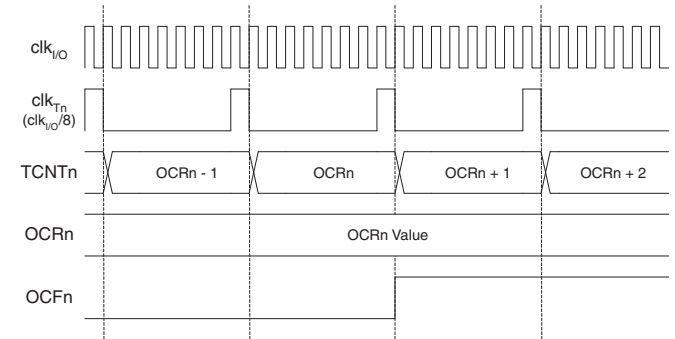 clkI/O
clkTn
(clkI/O/8)
TCNTn OCRn - 1 OCRn OCRn + 1 OCRn + 2
OCRn OCRn Value
OCFn